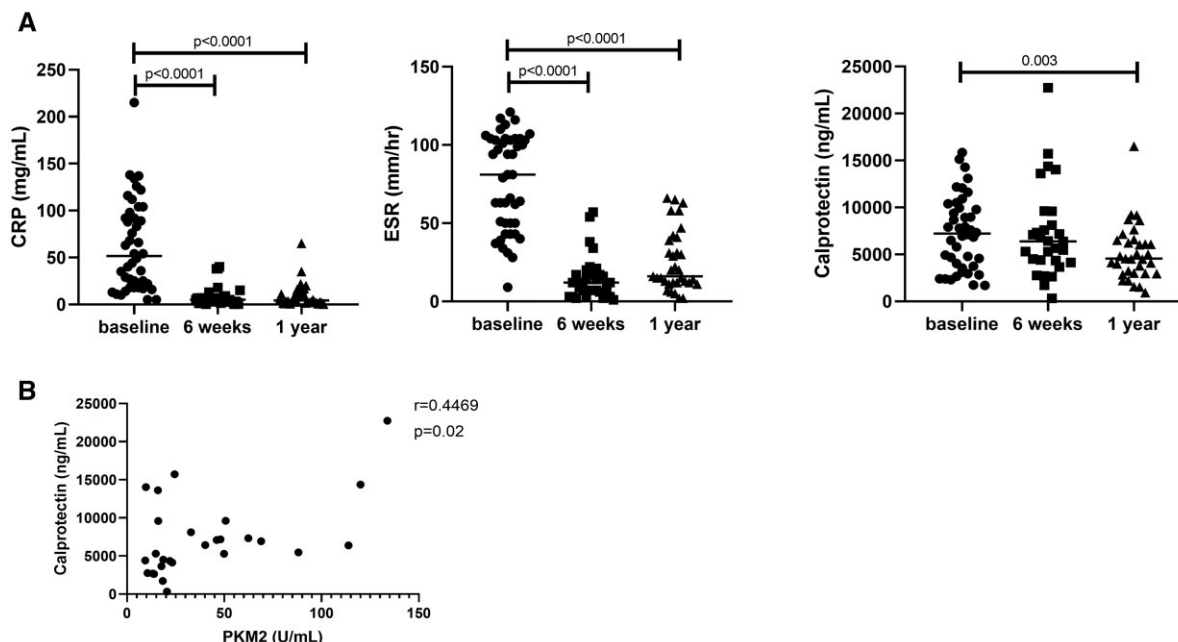 A
p<0.0001
p<0.0001
CRP (mg/mL)
250
200
150
100
50
0
baseline 6 weeks 1 year
p<0.0001
p<0.0001
ESR (mm/hr)
150
100
50
0
baseline 6 weeks 1 year
0.003
Calprotectin (ng/mL)
25000
20000
15000
10000
5000
0
baseline 6 weeks 1 year
B
r=0.4469
p=0.02
Calprotectin (ng/mL)
25000
20000
15000
10000
5000
0
0 50 100 150
PKM2 (U/mL)